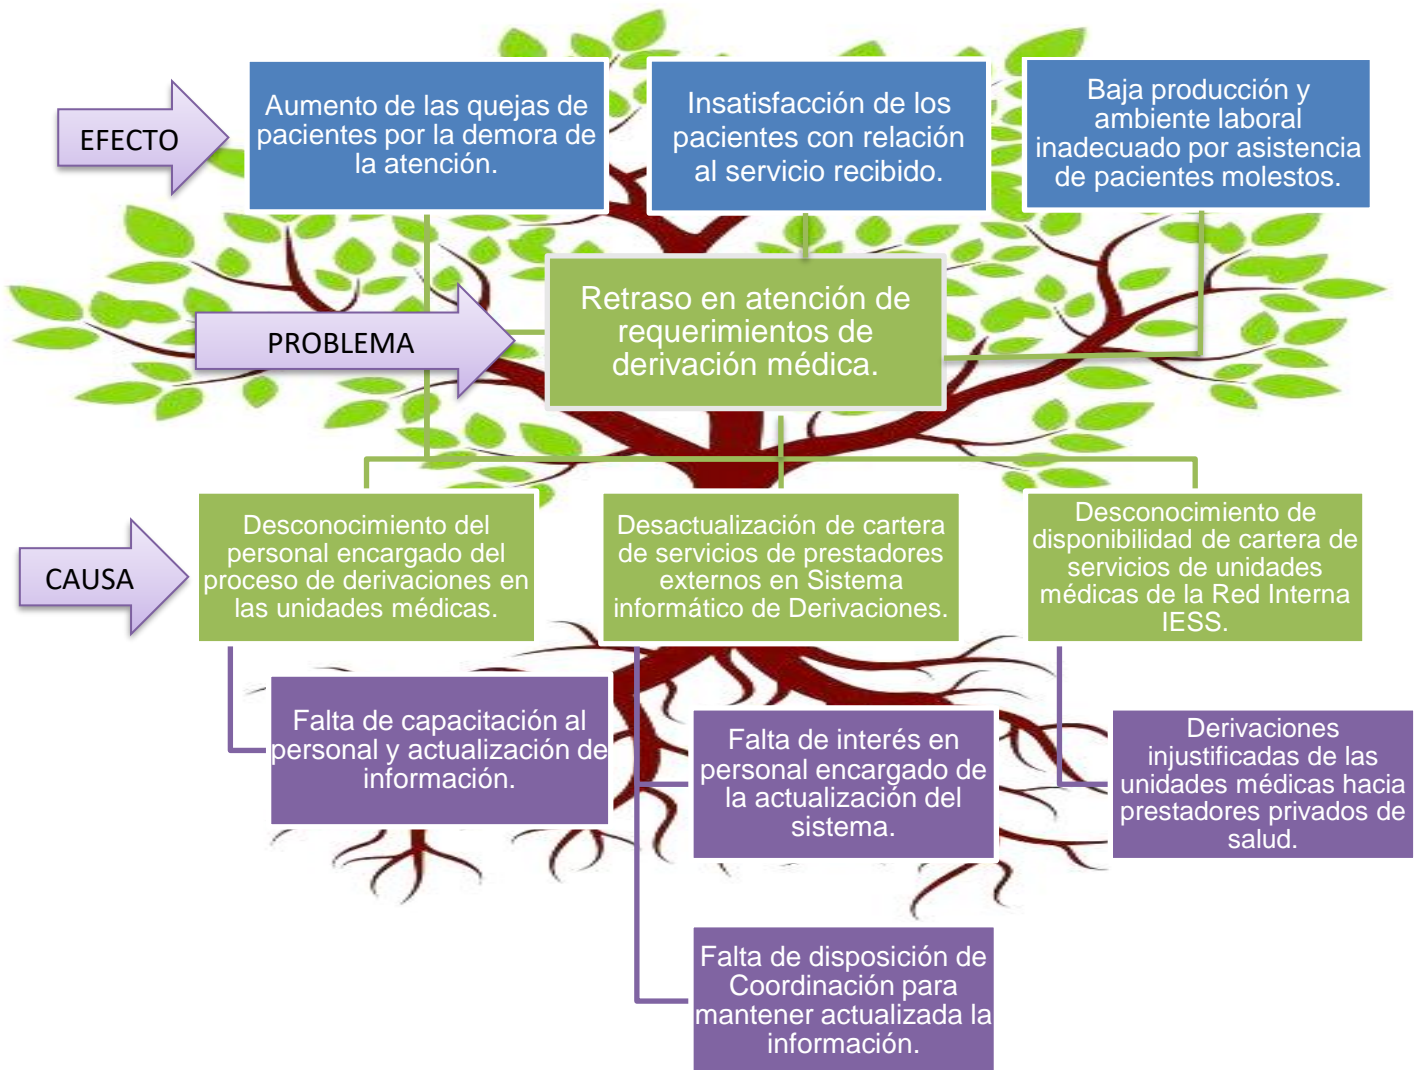 EFECTO
Aumento de las quejas de
pacientes por la demora de
la atención.
Insatisfacción de los
pacientes con relación
al servicio recibido.
Baja producción y
ambiente laboral
inadecuado por asistencia
de pacientes molestos.
PROBLEMA
Retraso en atención de
requerimientos de
derivación médica.
CAUSA
Desconocimiento del
personal encargado del
proceso de derivaciones en
las unidades médicas.
Desactualización de cartera
de servicios de prestadores
externos en Sistema
informático de Derivaciones.
Desconocimiento de
disponibilidad de cartera de
servicios de unidades
médicas de la Red Interna
IESS.
Falta de capacitación al
personal y actualización de
información.
Falta de interés en
personal encargado de
la actualización del
sistema.
Derivaciones
injustificadas de las
unidades médicas hacia
prestadores privados de
salud.
Falta de disposición de
Coordinación para
mantener actualizada la
información.